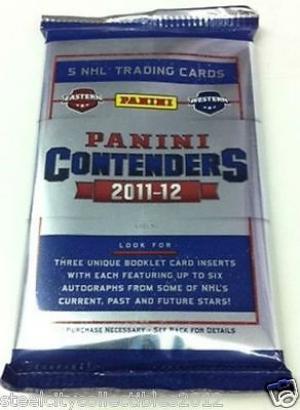 5 NHL TRADING CARDS
EASTERN PANINI WESTERN
PANINI
CONTENDERS
2011-12
LOOK FOR
THREE UNIQUE BOOKLET CARD INSERTS
WITH EACH FEATURING UP TO SIX
AUTOGRAPHS FROM SOME OF NHL'S
CURRENT, PAST AND FUTURE STARS!
PURCHASE NECESSARY - SEE BACK FOR DETAILS
steelcitycollectibles2012